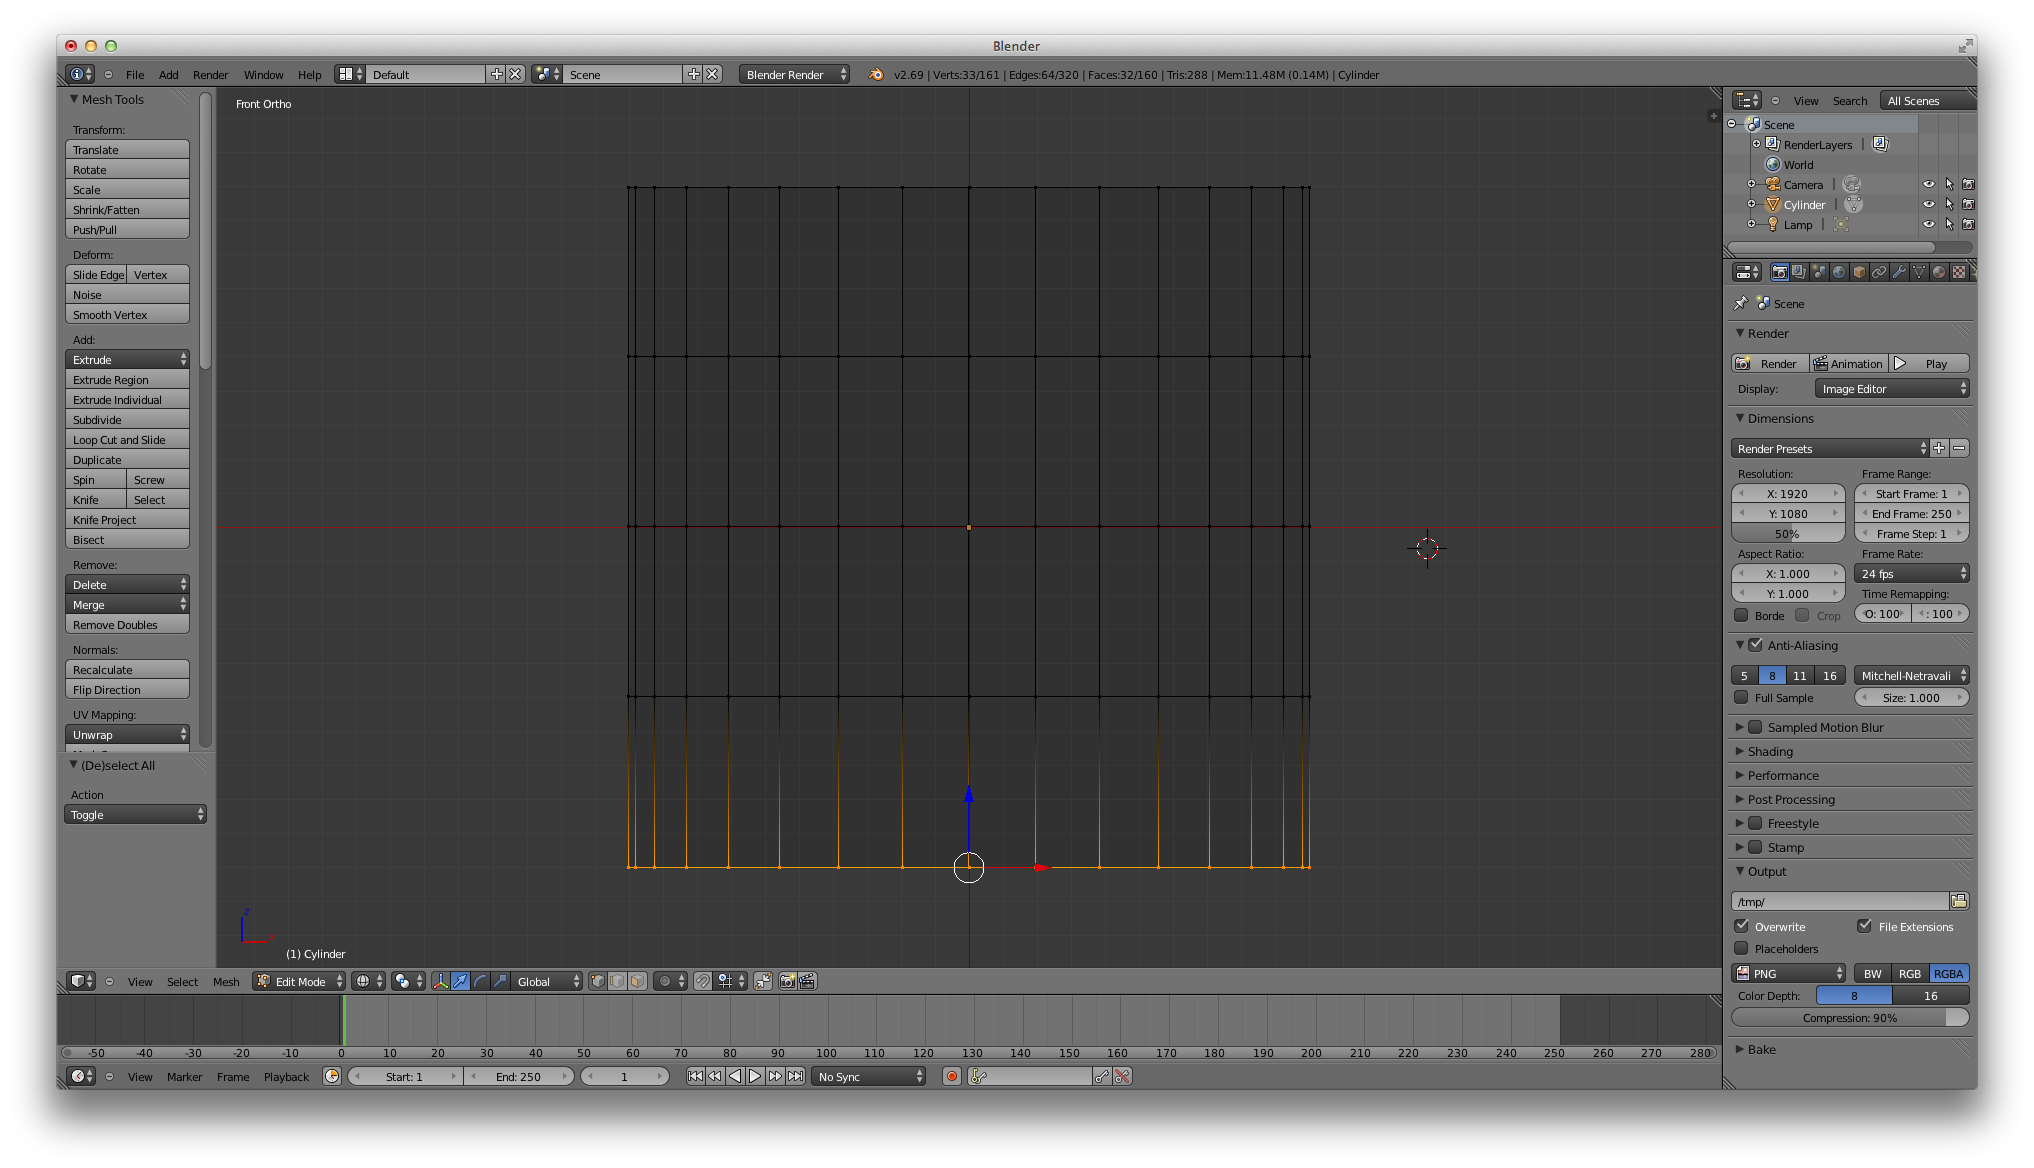 Blender
File Add Render Window Help Default Scene Blender Render v2.69 | Verts:33/161 | Edges:64/320 | Faces:32/160 | Tris:288 | Mem:11.48M (0.14M) | Cylinder
Mesh Tools
Transform:
Translate
Rotate
Scale
Shrink/Fatten
Push/Pull
Deform:
Slide Edge Vertex
Noise
Smooth Vertex
Add:
Extrude
Extrude Region
Extrude Individual
Subdivide
Loop Cut and Slide
Duplicate
Spin Screw
Knife Select
Knife Project
Bisect
Remove:
Delete
Merge
Remove Doubles
Normals:
Recalculate
Flip Direction
UV Mapping:
Unwrap
(De)select All
Action
Toggle
Front Ortho
z
x
(1) Cylinder
View Select Mesh Edit Mode Global
-50 -40 -30 -20 -10 0 10 20 30 40 50 60 70 80 90 100 110 120 130 140 150 160 170 180 190 200 210 220 230 240 250 260 270 280
View Marker Frame Playback Start: 1 End: 250 1 No Sync
View Search All Scenes
Scene
RenderLayers |
World
Camera |
Cylinder |
Lamp |
Scene
Render
Render Animation Play
Display: Image Editor
Dimensions
Render Presets
Resolution: Frame Range:
X: 1920 Start Frame: 1
Y: 1080 End Frame: 250
50% Frame Step: 1
Aspect Ratio: Frame Rate:
X: 1.000 24 fps
Y: 1.000 Time Remapping:
Borde Crop O: 100 : 100
Anti-Aliasing
5 8 11 16 Mitchell-Netravali
Full Sample Size: 1.000
Sampled Motion Blur
Shading
Performance
Post Processing
Freestyle
Stamp
Output
/tmp/
Overwrite File Extensions
Placeholders
PNG BW RGB RGBA
Color Depth: 8 16
Compression: 90%
Bake